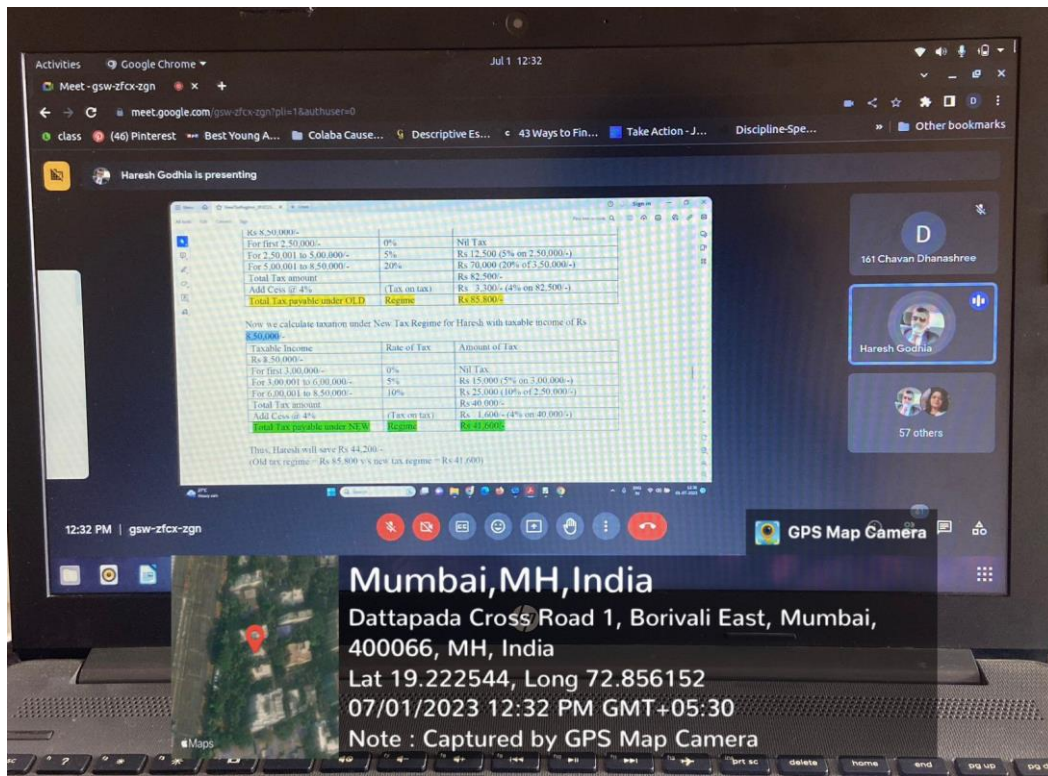 Activities
Google Chrome
Jul 1 12:32
Meet - gsw-zfcx-zgn
meet.google.com/gsw-zfcx-zgn?pli=1&authuser=0
class
(46) Pinterest
Best Young A...
Colaba Cause...
Descriptive Es...
43 Ways to Fin...
Take Action - J...
Discipline-Spe...
»
Other bookmarks
Haresh Godhia is presenting
Sign in
Rs 8,50,000/-
For first 2,50,000/- 0% Nil Tax
For 2,50,001 to 5,00,000/- 5% Rs 12,500 (5% on 2,50,000/-)
For 5,00,001 to 8,50,000/- 20% Rs 70,000 (20% of 3,50,000/-)
Total Tax amount Rs 82,500/-
Add Cess @ 4% (Tax on tax) Rs 3,300/- (4% on 82,500/-)
Total Tax payable under OLD Regime Rs 85,800/-
Now we calculate taxation under New Tax Regime for Haresh with taxable income of Rs
8,50,000/-
Taxable Income Rate of Tax Amount of Tax
Rs 8,50,000/-
For first 3,00,000/- 0% Nil Tax
For 3,00,001 to 6,00,000/- 5% Rs 15,000 (5% on 3,00,000/-)
For 6,00,001 to 8,50,000/- 10% Rs 25,000 (10% of 2,50,000/-)
Total Tax amount Rs 40,000/-
Add Cess @ 4% (Tax on tax) Rs 1,600/- (4% on 40,000/-)
Total Tax payable under NEW Regime Rs 41,600/-
Thus, Haresh will save Rs 44,200/-
(Old tax regime = Rs 85,800 v/s new tax regime = Rs 41,600)
D
161 Chavan Dhanashree
Haresh Godhia
57 others
12:32 PM | gsw-zfcx-zgn
GPS Map Camera
Mumbai,MH,India
Dattapada Cross Road 1, Borivali East, Mumbai,
400066, MH, India
Lat 19.222544, Long 72.856152
07/01/2023 12:32 PM GMT+05:30
Note : Captured by GPS Map Camera
Maps
prt sc
delete
home
end
pg up